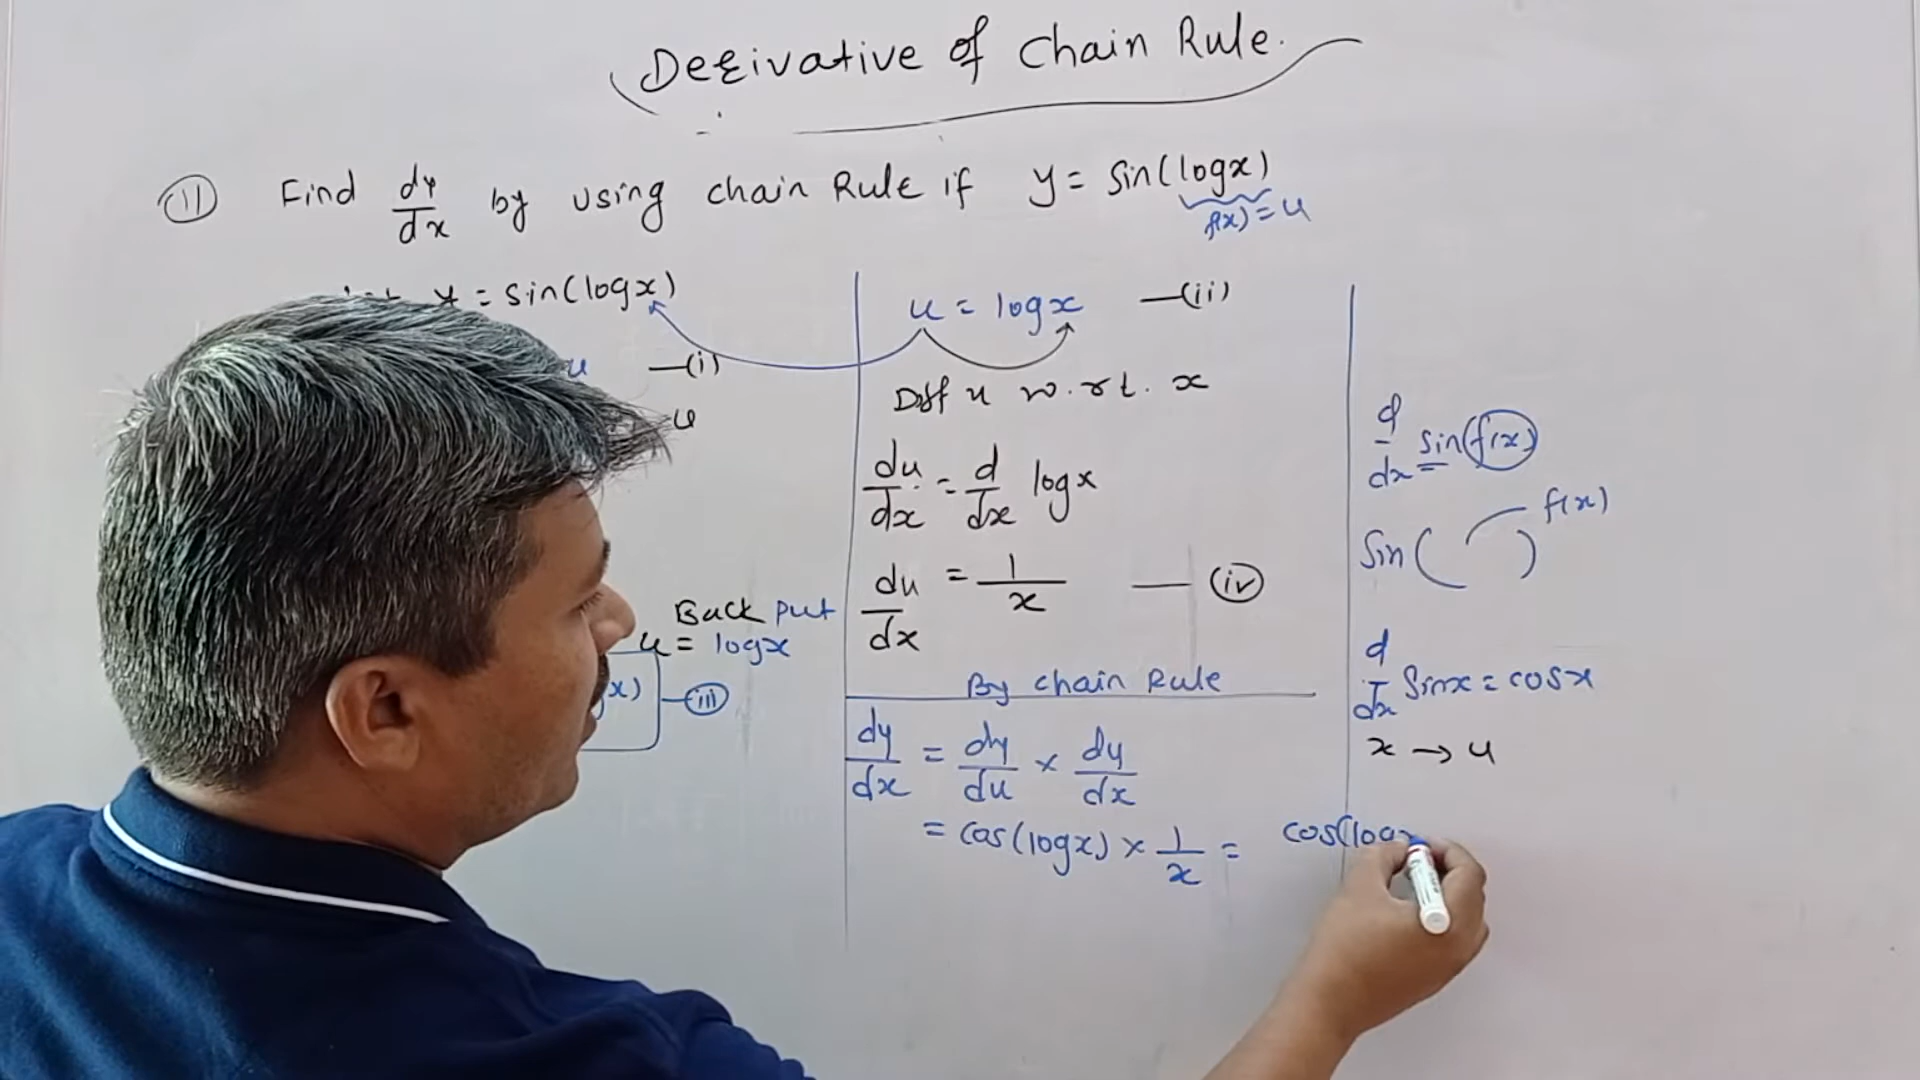 Derivative of Chain Rule.
(11) Find dy/dx by using chain Rule if y = sin(logx)
f(x) = u
= sin(logx)
u —(i)
u
Back put
u = logx
x) —(iii)
u = logx —(ii)
Diff u w.r.t. x
du/dx = d/dx logx
du/dx = 1/x — (iv)
By chain Rule
dy/dx = dy/du × du/dx
= cos(logx) × 1/x = cos(log
d/dx sin(f(x))
sin( ) f(x)
d/dx sinx = cosx
x → u